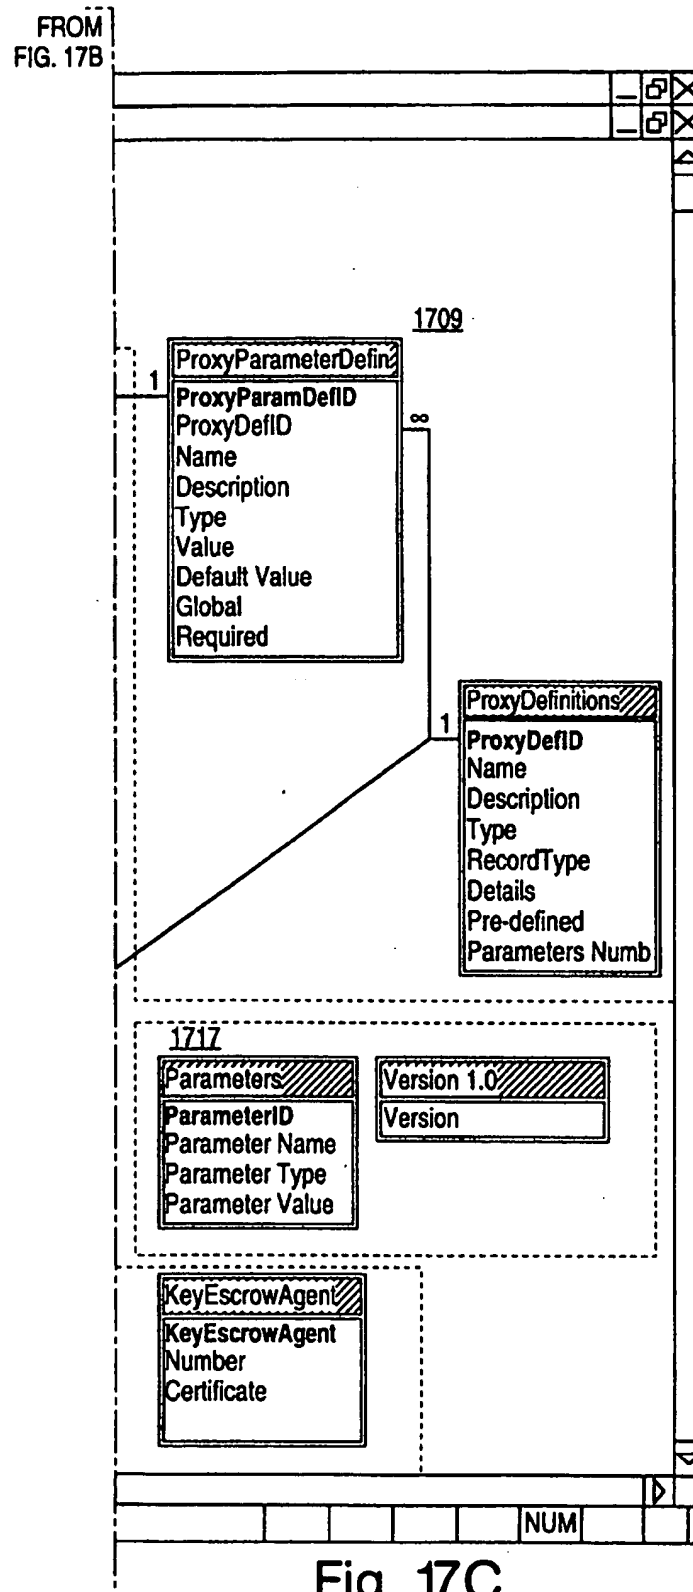 FROM
FIG. 17B
1709
ProxyParameterDefin
1
ProxyParamDefID
∞
ProxyDefID
Name
Description
Type
Value
Default Value
Global
Required
ProxyDefinitions
1
ProxyDefID
Name
Description
Type
RecordType
Details
Pre-defined
Parameters Numb
1717
Parameters
ParameterID
Parameter Name
Parameter Type
Parameter Value
Version 1.0
Version
KeyEscrowAgent
KeyEscrowAgent
Number
Certificate
NUM
Fig. 17C